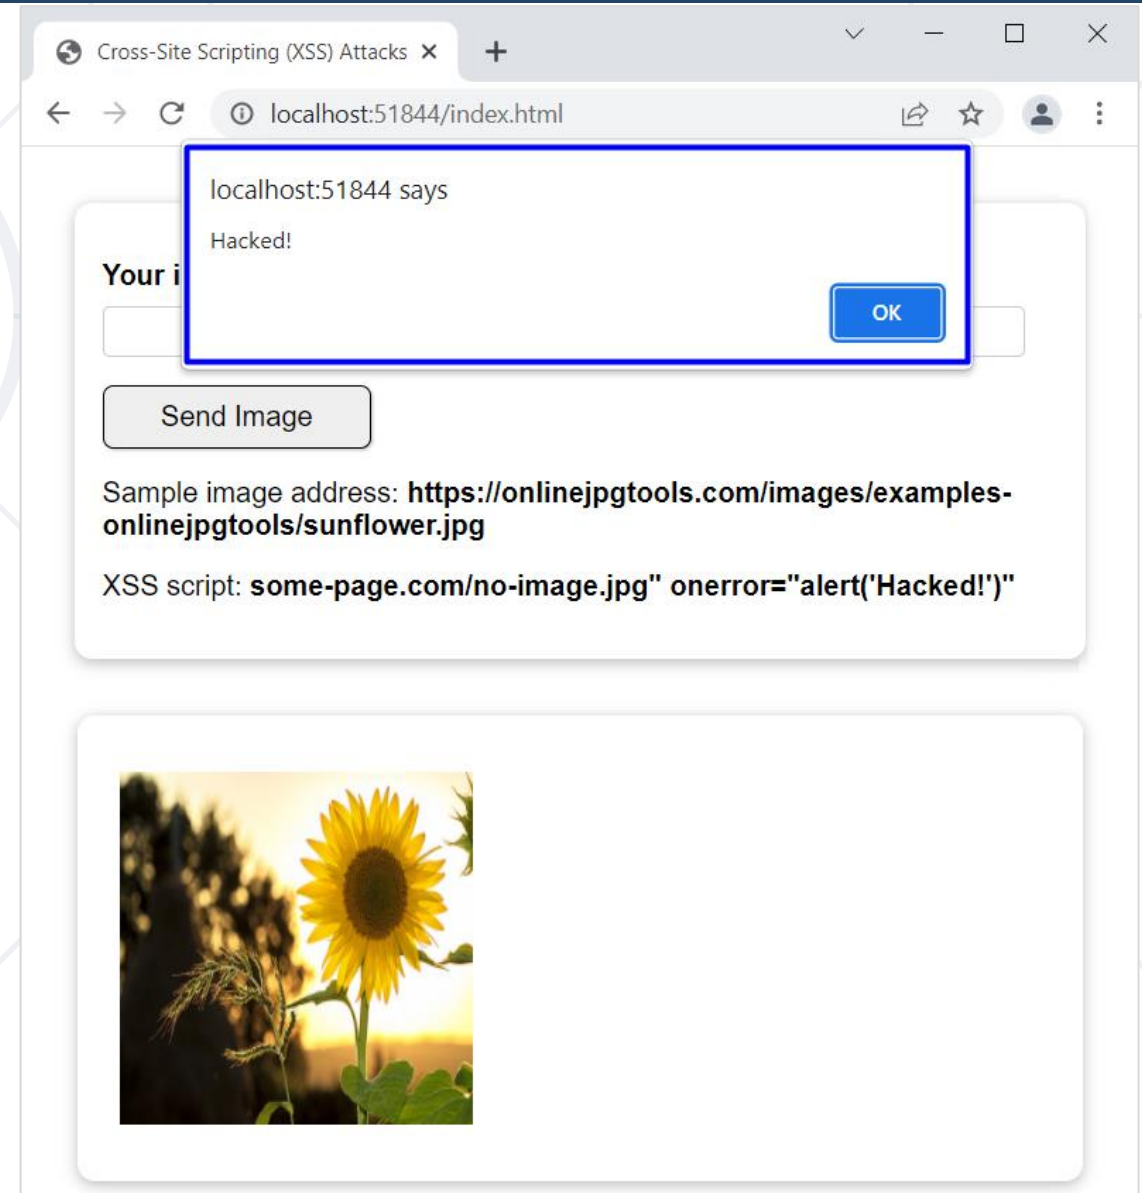 Cross-Site Scripting (XSS) Attacks
localhost:51844/index.html
localhost:51844 says
Hacked!
OK
Your i
Send Image
Sample image address: https://onlinejpgtools.com/images/examples-
onlinejpgtools/sunflower.jpg
XSS script: some-page.com/no-image.jpg" onerror="alert('Hacked!')"